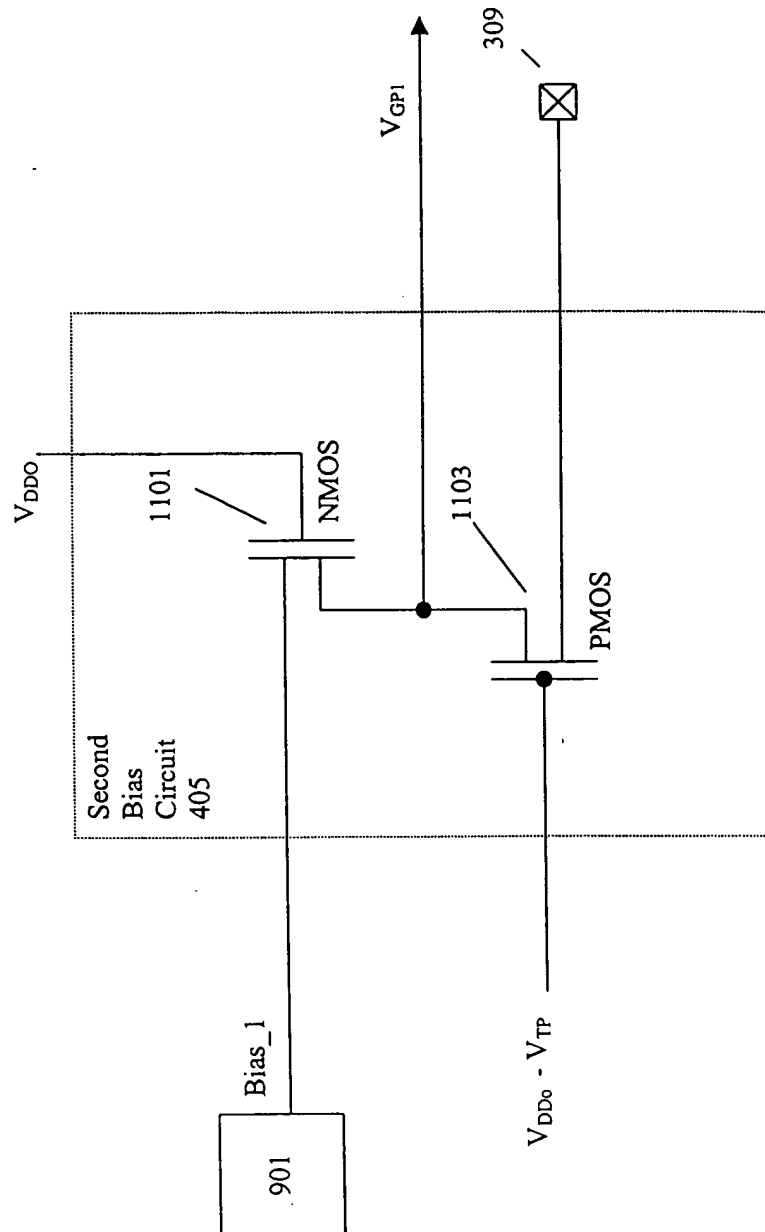 V_DDO
1101
NMOS
V_GP1
309
Second
Bias
Circuit
405
1103
PMOS
Bias_1
901
V_DDo - V_TP